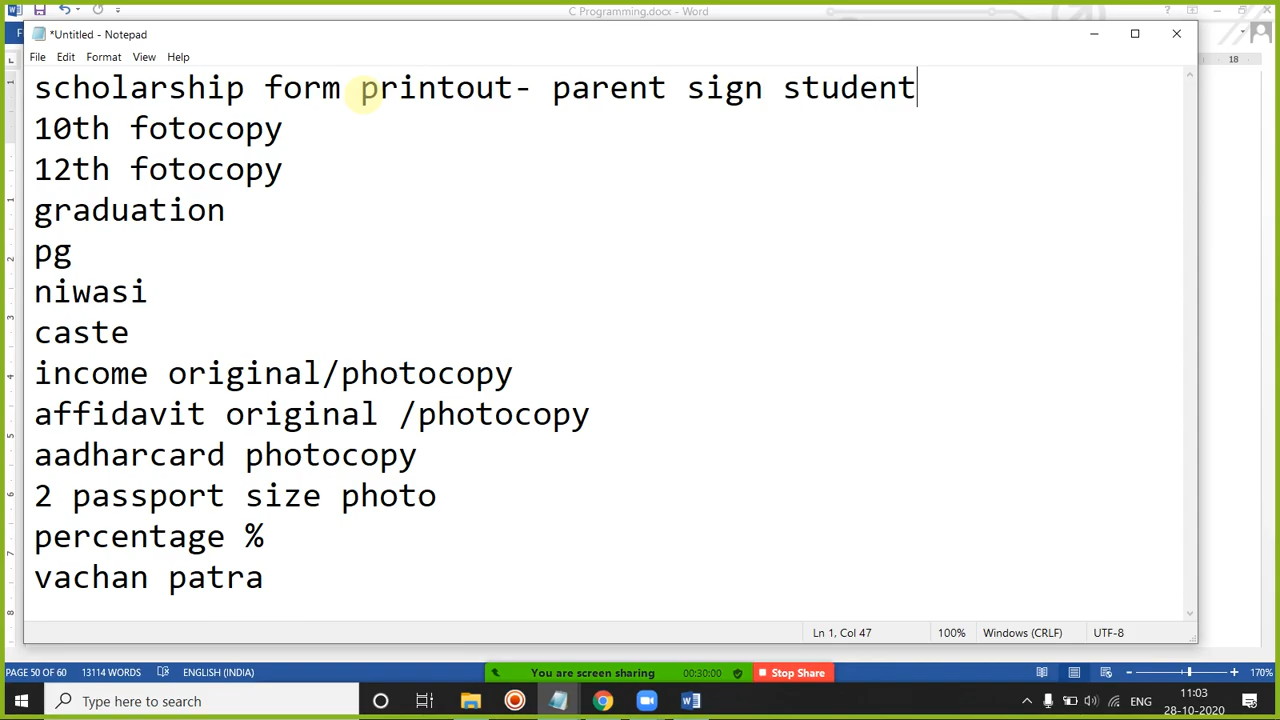 C Programming.docx - Word
*Untitled - Notepad
File Edit Format View Help
scholarship form printout- parent sign student
10th fotocopy
12th fotocopy
graduation
pg
niwasi
caste
income original/photocopy
affidavit original /photocopy
aadharcard photocopy
2 passport size photo
percentage %
vachan patra
Ln 1, Col 47 100% Windows (CRLF) UTF-8
PAGE 50 OF 60 13114 WORDS ENGLISH (INDIA) You are screen sharing 00:30:00 Stop Share 170%
Type here to search ENG 11:03
28-10-2020